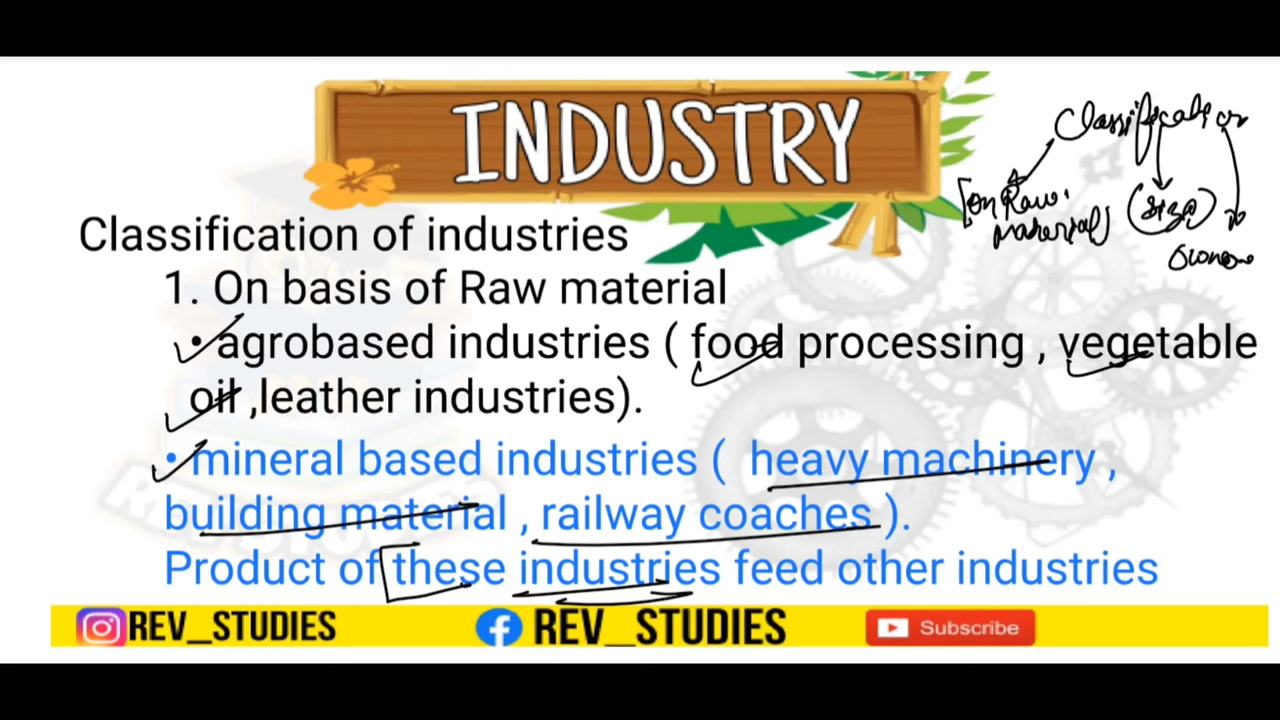 INDUSTRY
Classification
[on Raw
material]
(size)
Classification of industries
1. On basis of Raw material
• agrobased industries ( food processing , vegetable
oil ,leather industries).
• mineral based industries ( heavy machinery ,
building material , railway coaches ).
Product of these industries feed other industries
REV_STUDIES
REV_STUDIES
Subscribe